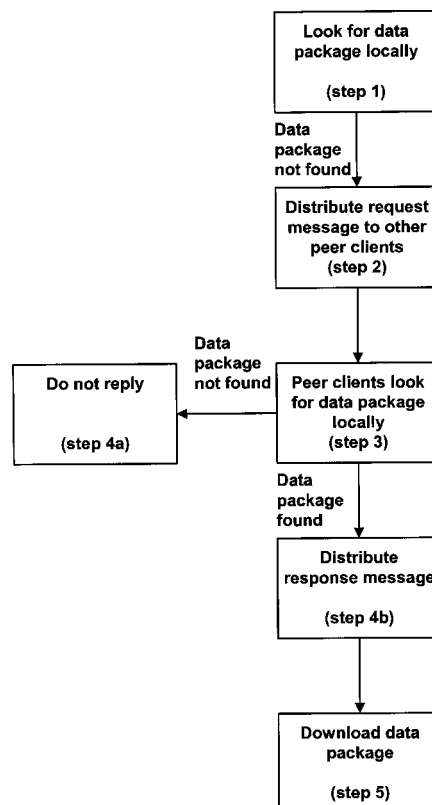 Look for data
package locally
(step 1)
Data
package
not found
Distribute request
message to other
peer clients
(step 2)
Data
package
not found
Do not reply
(step 4a)
Peer clients look
for data package
locally
(step 3)
Data
package
found
Distribute
response message
(step 4b)
Download data
package
(step 5)